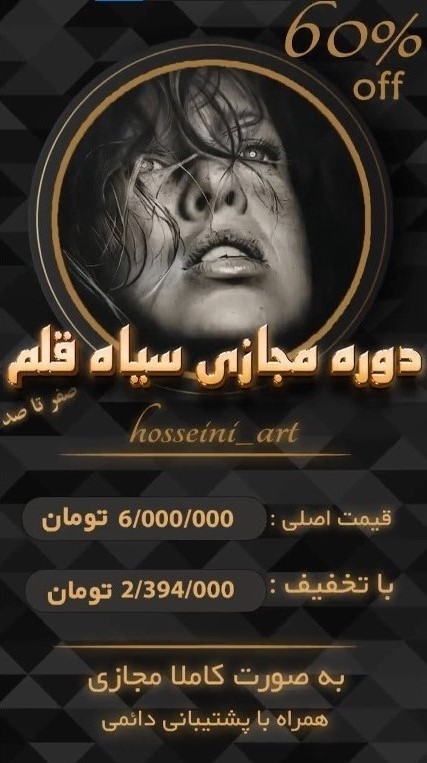 60%
off
دوره مجازی سیاه قلم
صفر تا صد
hosseini_art
قیمت اصلی : 6/000/000 تومان
با تخفیف : 2/394/000 تومان
به صورت کاملا مجازی
همراه با پشتیبانی دائمی